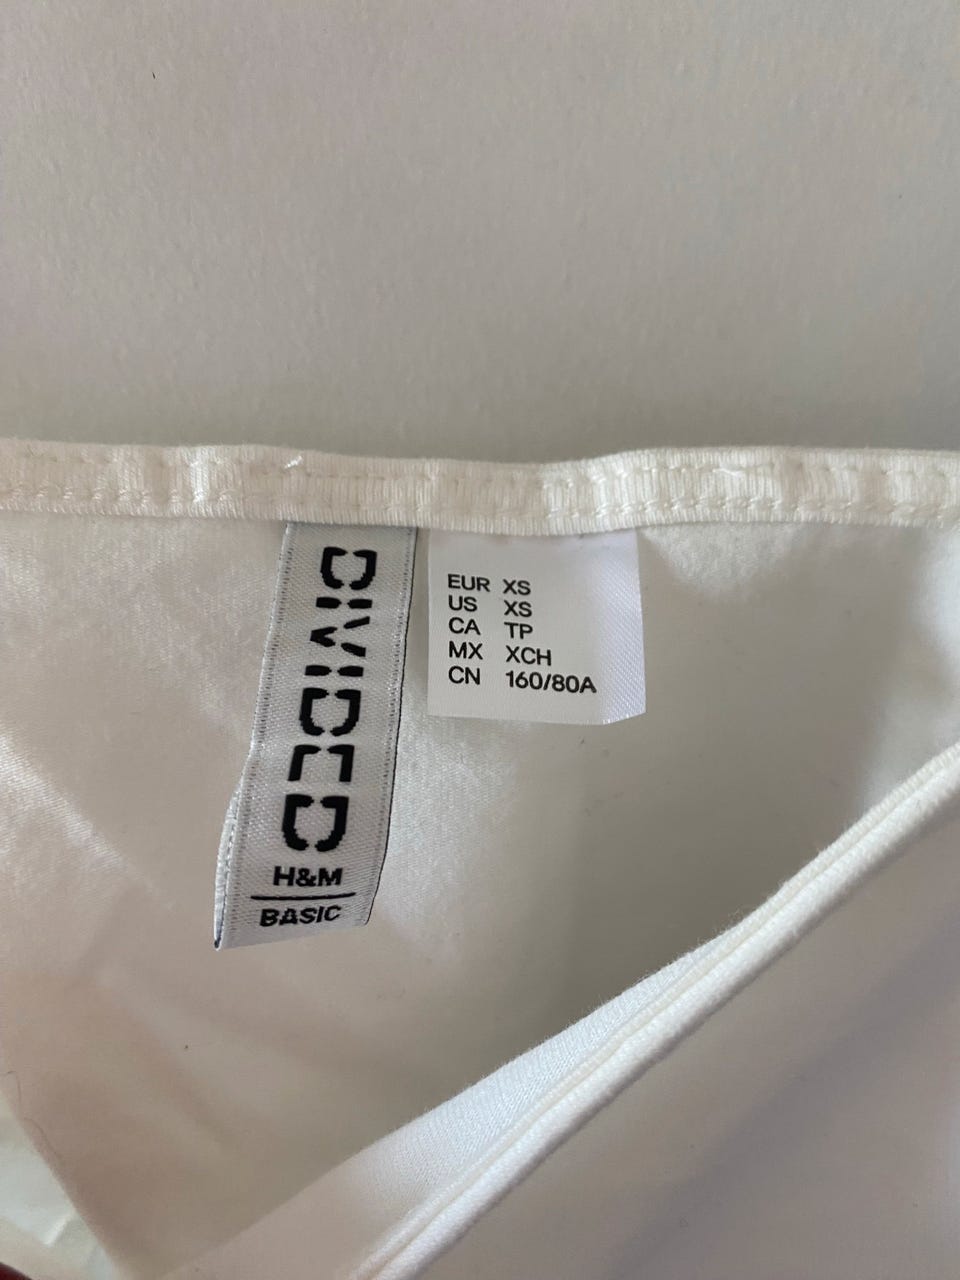 DIVIDED
H&M
BASIC
EUR XS
US XS
CA TP
MX XCH
CN 160/80A